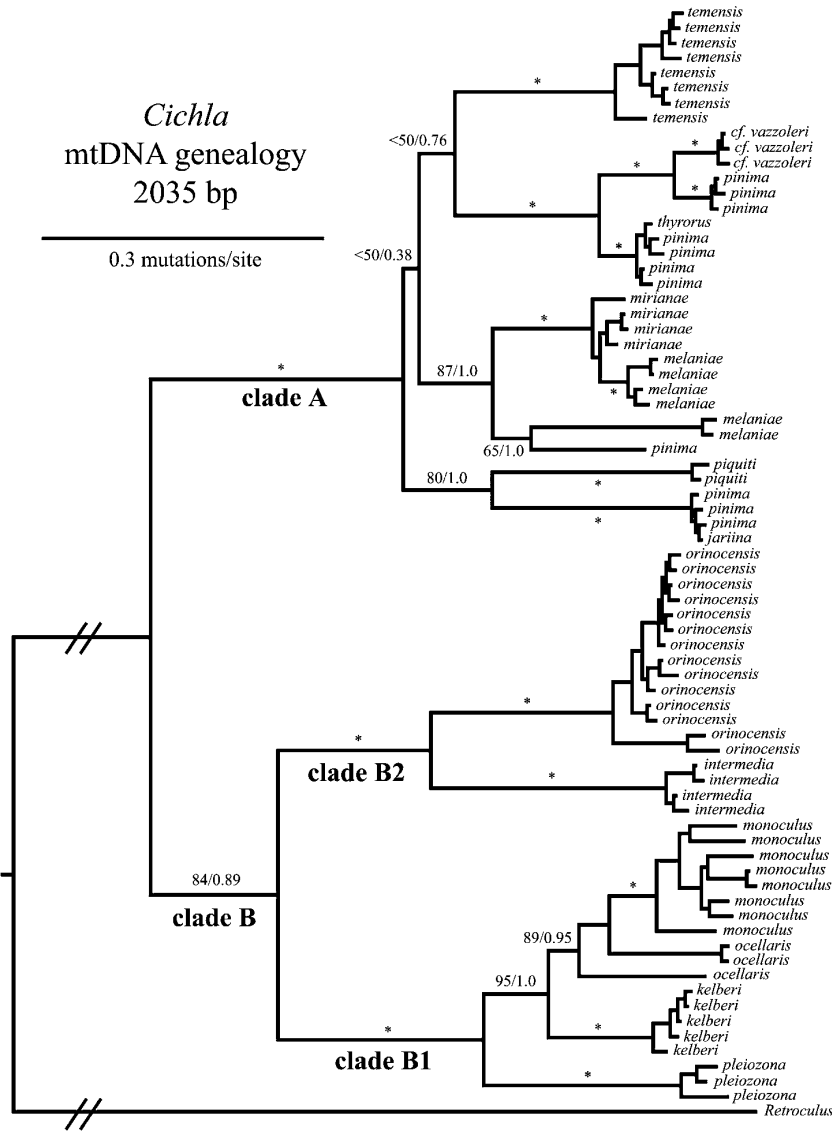 temensis
temensis
temensis
temensis
temensis
temensis
temensis
temensis
Cichla
mtDNA genealogy
2035 bp
0.3 mutations/site
*
<50/0.76
cf. vazzoleri
cf. vazzoleri
cf. vazzoleri
*
*
pinima
pinima
pinima
*
*
thyrorus
pinima
pinima
pinima
pinima
*
<50/0.38
mirianae
mirianae
mirianae
mirianae
*
melaniae
melaniae
melaniae
melaniae
*
87/1.0
melaniae
melaniae
pinima
65/1.0
*
clade A
80/1.0
piquiti
piquiti
*
pinima
pinima
pinima
jariina
*
orinocensis
orinocensis
orinocensis
orinocensis
orinocensis
orinocensis
orinocensis
orinocensis
orinocensis
orinocensis
orinocensis
orinocensis
orinocensis
orinocensis
*
*
clade B2
intermedia
intermedia
intermedia
intermedia
*
monoculus
monoculus
monoculus
monoculus
monoculus
monoculus
monoculus
monoculus
*
84/0.89
clade B
89/0.95
ocellaris
ocellaris
ocellaris
95/1.0
kelberi
kelberi
kelberi
kelberi
kelberi
*
*
clade B1
pleiozona
pleiozona
pleiozona
*
Retroculus